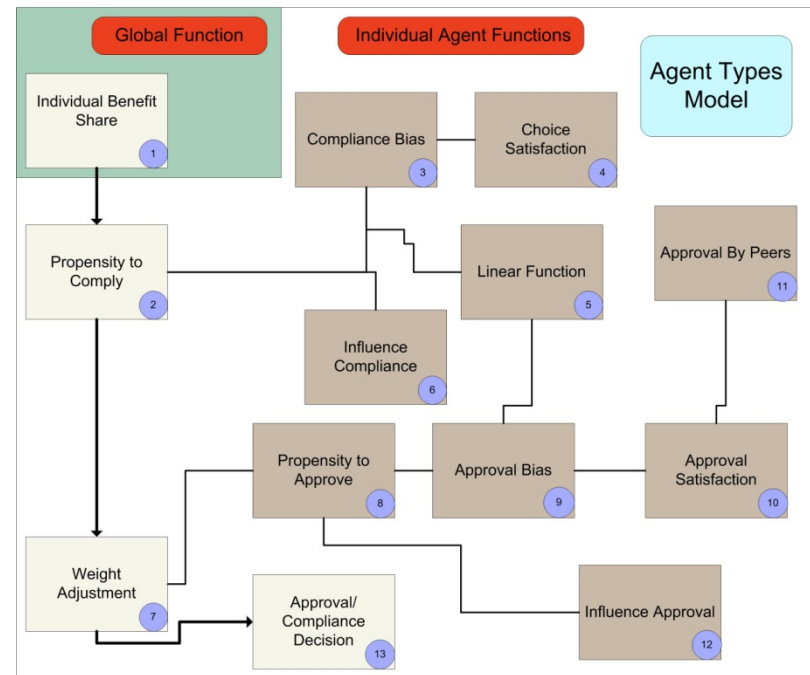 Global Function
Individual Agent Functions
Agent Types
Model
Individual Benefit
Share
1
Compliance Bias
3
Choice
Satisfaction
4
Propensity to
Comply
2
Linear Function
5
Approval By Peers
11
Influence
Compliance
6
Propensity to
Approve
8
Approval Bias
9
Approval
Satisfaction
10
Weight
Adjustment
7
Approval/
Compliance
Decision
13
Influence Approval
12